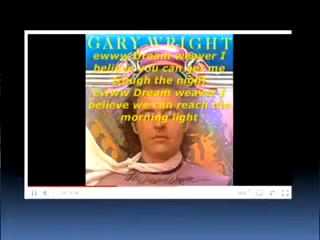 GARY WRIGHT
ewww Dream weaver I
believe you can get me
trough the night
ewww Dream weaver I
believe we can reach the
morning light